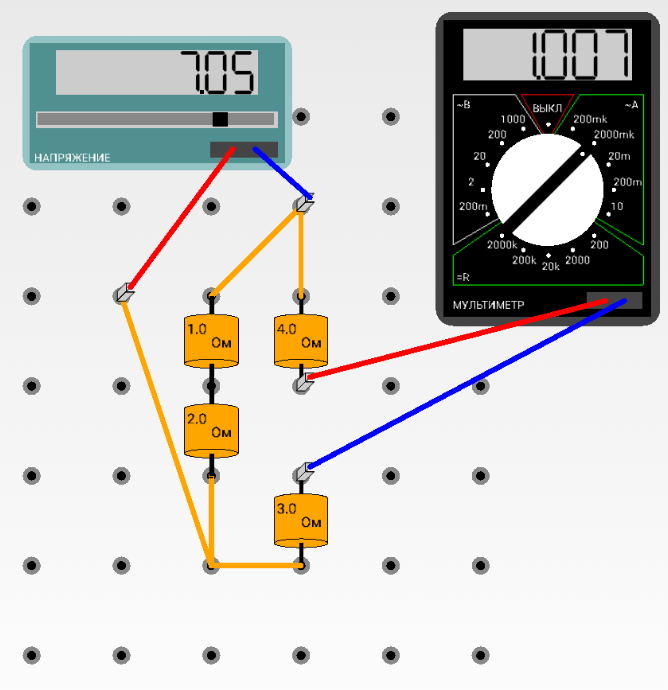 7.05
НАПРЯЖЕНИЕ
1.007
~В
ВЫКЛ
~А
1000
200mk
200
2000mk
20
20m
2
200m
200m
10
2000k
200
200k
2000
20k
=R
МУЛЬТИМЕТР
1.0
Ом
4.0
Ом
2.0
Ом
3.0
Ом